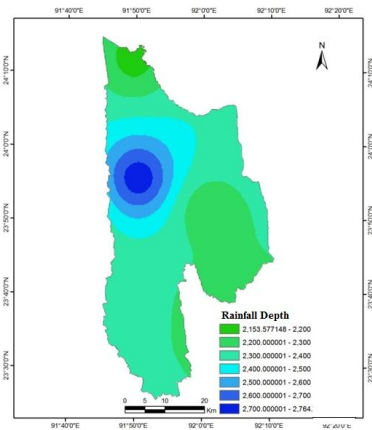 91°40'0"E 91°50'0"E 92°0'0"E 92°10'0"E 92°20'0"E
N
24°10'0"N 24°10'0"N
24°0'0"N 24°0'0"N
23°50'0"N 23°50'0"N
23°40'0"N 23°40'0"N
23°30'0"N 23°30'0"N
Rainfall Depth
2,153.577148 - 2,200
2,200.000001 - 2,300
2,300.000001 - 2,400
2,400.000001 - 2,500
2,500.000001 - 2,600
2,600.000001 - 2,700
2,700.000001 - 2,764.
0 5 10 20
Km
91°40'0"E 91°50'0"E 92°0'0"E 92°10'0"E